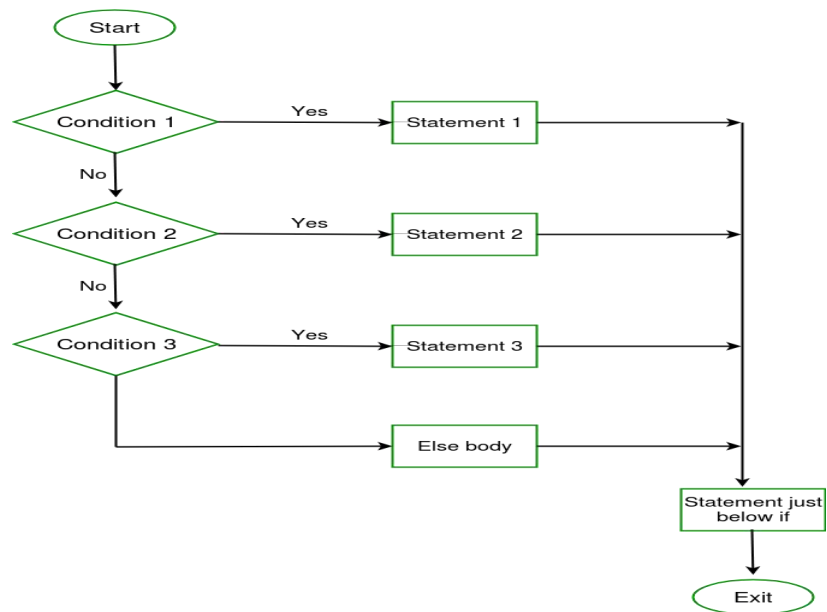 Start
Condition 1
Yes
Statement 1
No
Condition 2
Yes
Statement 2
No
Condition 3
Yes
Statement 3
Else body
Statement just
below if
Exit